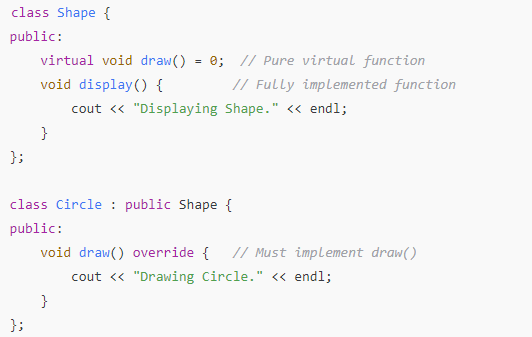 class Shape {
public:
    virtual void draw() = 0;  // Pure virtual function
    void display() {         // Fully implemented function
        cout << "Displaying Shape." << endl;
    }
};

class Circle : public Shape {
public:
    void draw() override {   // Must implement draw()
        cout << "Drawing Circle." << endl;
    }
};